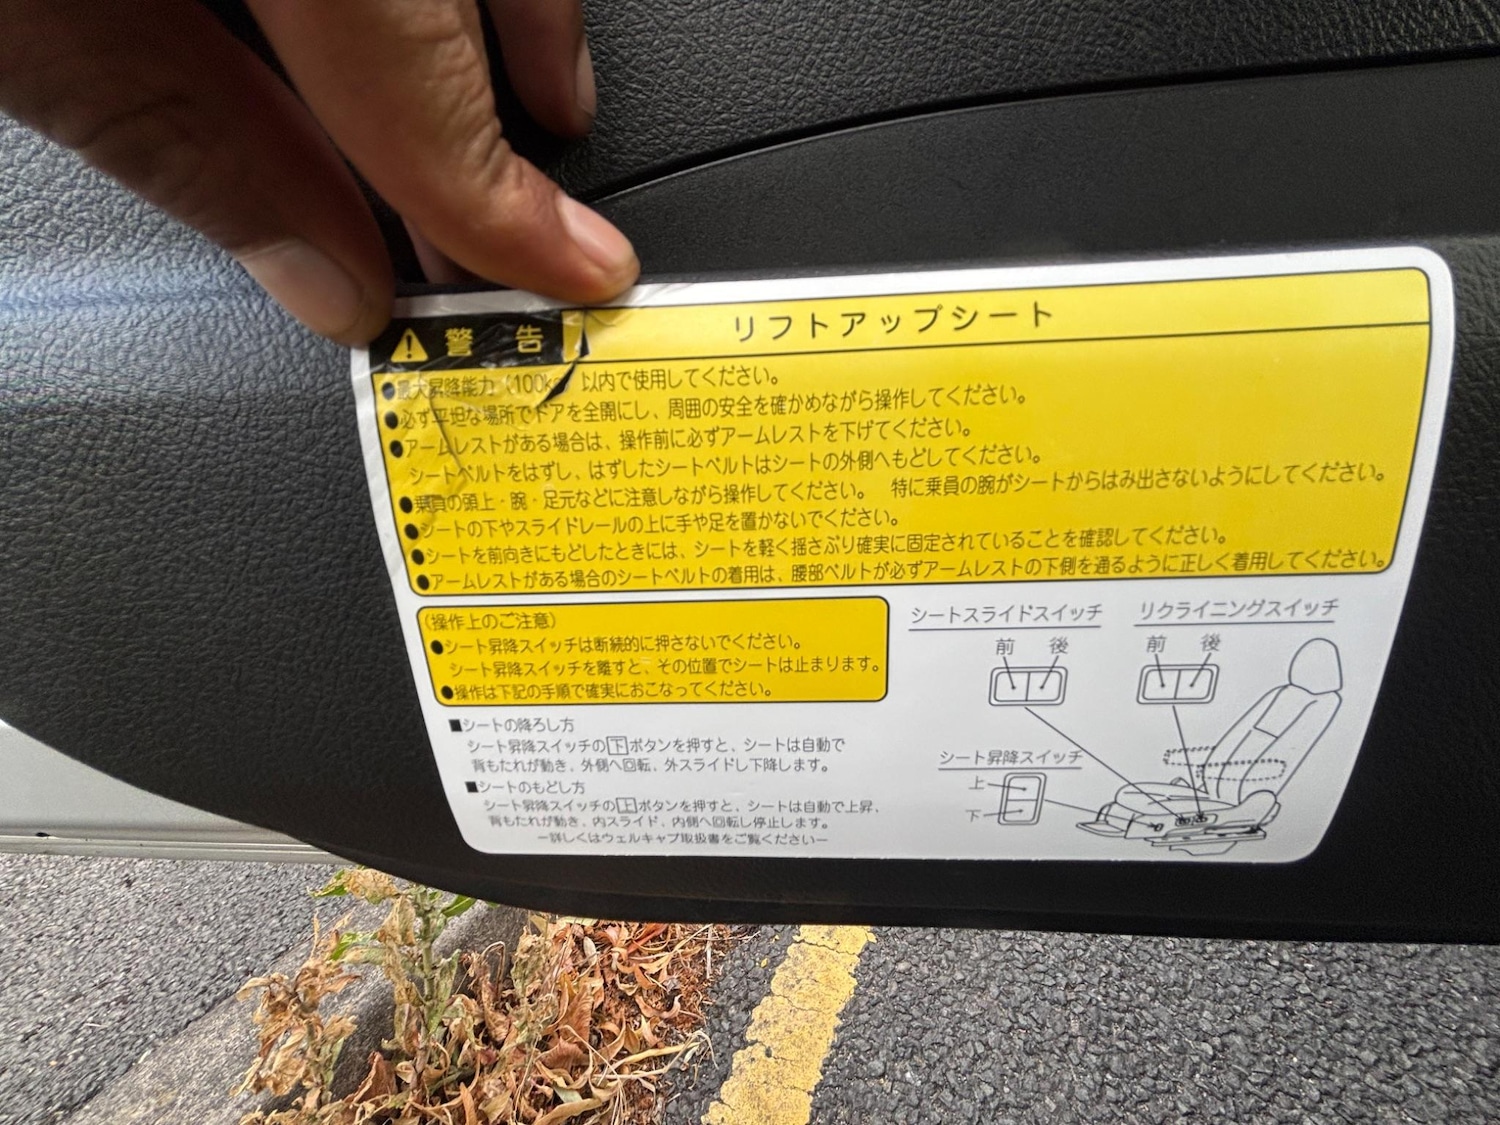 警告 リフトアップシート
●最大昇降能力（100kg）以内で使用してください。
●必ず平坦な場所でドアを全開にし、周囲の安全を確かめながら操作してください。
●アームレストがある場合は、操作前に必ずアームレストを下げてください。
シートベルトをはずし、はずしたシートベルトはシートの外側へもどしてください。
●乗員の頭上・腕・足元などに注意しながら操作してください。 特に乗員の腕がシートからはみ出さないようにしてください。
●シートの下やスライドレールの上に手や足を置かないでください。
●シートを前向きにもどしたときには、シートを軽く揺さぶり確実に固定されていることを確認してください。
●アームレストがある場合のシートベルトの着用は、腰部ベルトが必ずアームレストの下側を通るように正しく着用してください。
（操作上のご注意）
●シート昇降スイッチは断続的に押さないでください。
シート昇降スイッチを離すと、その位置でシートは止まります。
●操作は下記の手順で確実におこなってください。
■シートの降ろし方
シート昇降スイッチの下ボタンを押すと、シートは自動で
背もたれが動き、外側へ回転、外スライドし下降します。
■シートのもどし方
シート昇降スイッチの上ボタンを押すと、シートは自動で上昇、
背もたれが動き、内スライド、内側へ回転し停止します。
ー詳しくはウェルキャブ取扱書をご覧くださいー
シートスライドスイッチ
前 後
リクライニングスイッチ
前 後
シート昇降スイッチ
上
下